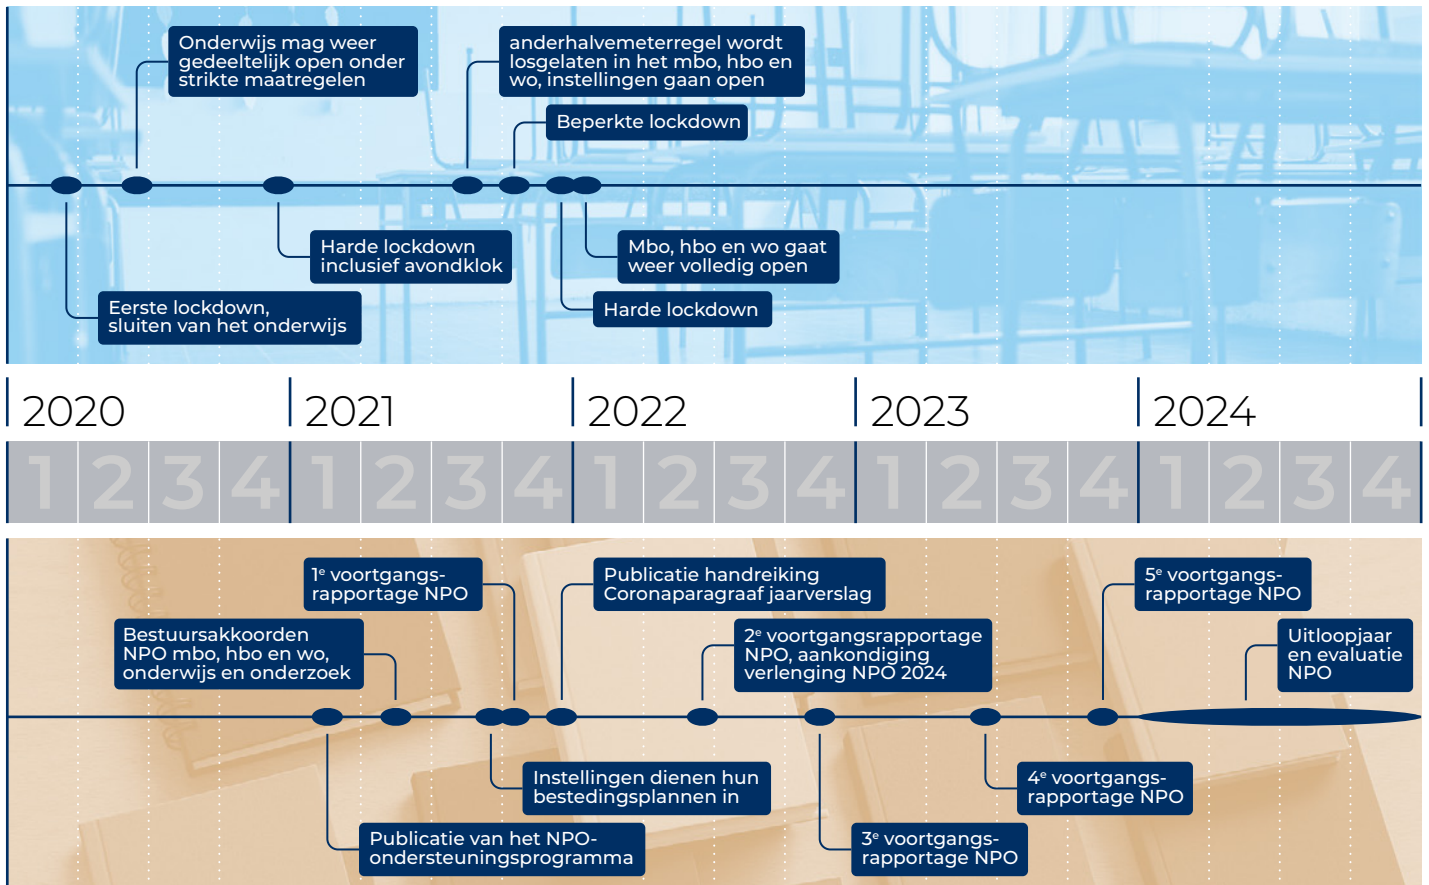 Onderwijs mag weer
gedeeltelijk open onder
strikte maatregelen
anderhalvemeterregel wordt
losgelaten in het mbo, hbo en
wo, instellingen gaan open
Beperkte lockdown
Harde lockdown
inclusief avondklok
Mbo, hbo en wo gaat
weer volledig open
Eerste lockdown,
sluiten van het onderwijs
Harde lockdown
2020 2021 2022 2023 2024
1 2 3 4 1 2 3 4 1 2 3 4 1 2 3 4 1 2 3 4
1e voortgangs-
rapportage NPO
Publicatie handreiking
Coronaparagraaf jaarverslag
5e voortgangs-
rapportage NPO
Bestuursakkoorden
NPO mbo, hbo en wo,
onderwijs en onderzoek
2e voortgangsrapportage
NPO, aankondiging
verlenging NPO 2024
Uitloopjaar
en evaluatie
NPO
Instellingen dienen hun
bestedingsplannen in
4e voortgangs-
rapportage NPO
Publicatie van het NPO-
ondersteuningsprogramma
3e voortgangs-
rapportage NPO